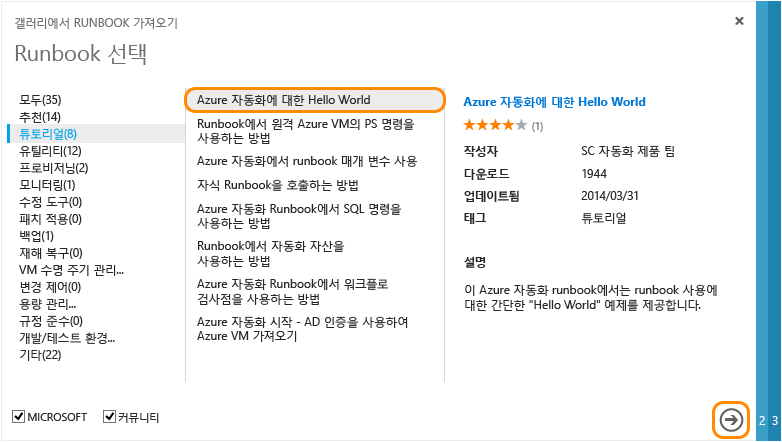 갤러리에서 RUNBOOK 가져오기
Runbook 선택
모두(35)
추천(14)
튜토리얼(8)
유틸리티(12)
프로비저닝(2)
모니터링(1)
수정 도구(0)
패치 적용(0)
백업(1)
재해 복구(0)
VM 수명 주기 관리...
변경 제어(0)
용량 관리...
규정 준수(0)
개발/테스트 환경...
기타(22)
Azure 자동화에 대한 Hello World
Runbook에서 원격 Azure VM의 PS 명령을
사용하는 방법
Azure 자동화에서 runbook 매개 변수 사용
자식 Runbook을 호출하는 방법
Azure 자동화 Runbook에서 SQL 명령을
사용하는 방법
Runbook에서 자동화 자산을
사용하는 방법
Azure 자동화 Runbook에서 워크플로
검사점을 사용하는 방법
Azure 자동화 시작 - AD 인증을 사용하여
Azure VM 가져오기
Azure 자동화에 대한 Hello World
(1)
작성자 SC 자동화 제품 팀
다운로드 1944
업데이트됨 2014/03/31
태그 튜토리얼
설명
이 Azure 자동화 runbook에서는 runbook 사용에
대한 간단한 "Hello World" 예제를 제공합니다.
MICROSOFT 커뮤니티
2 3